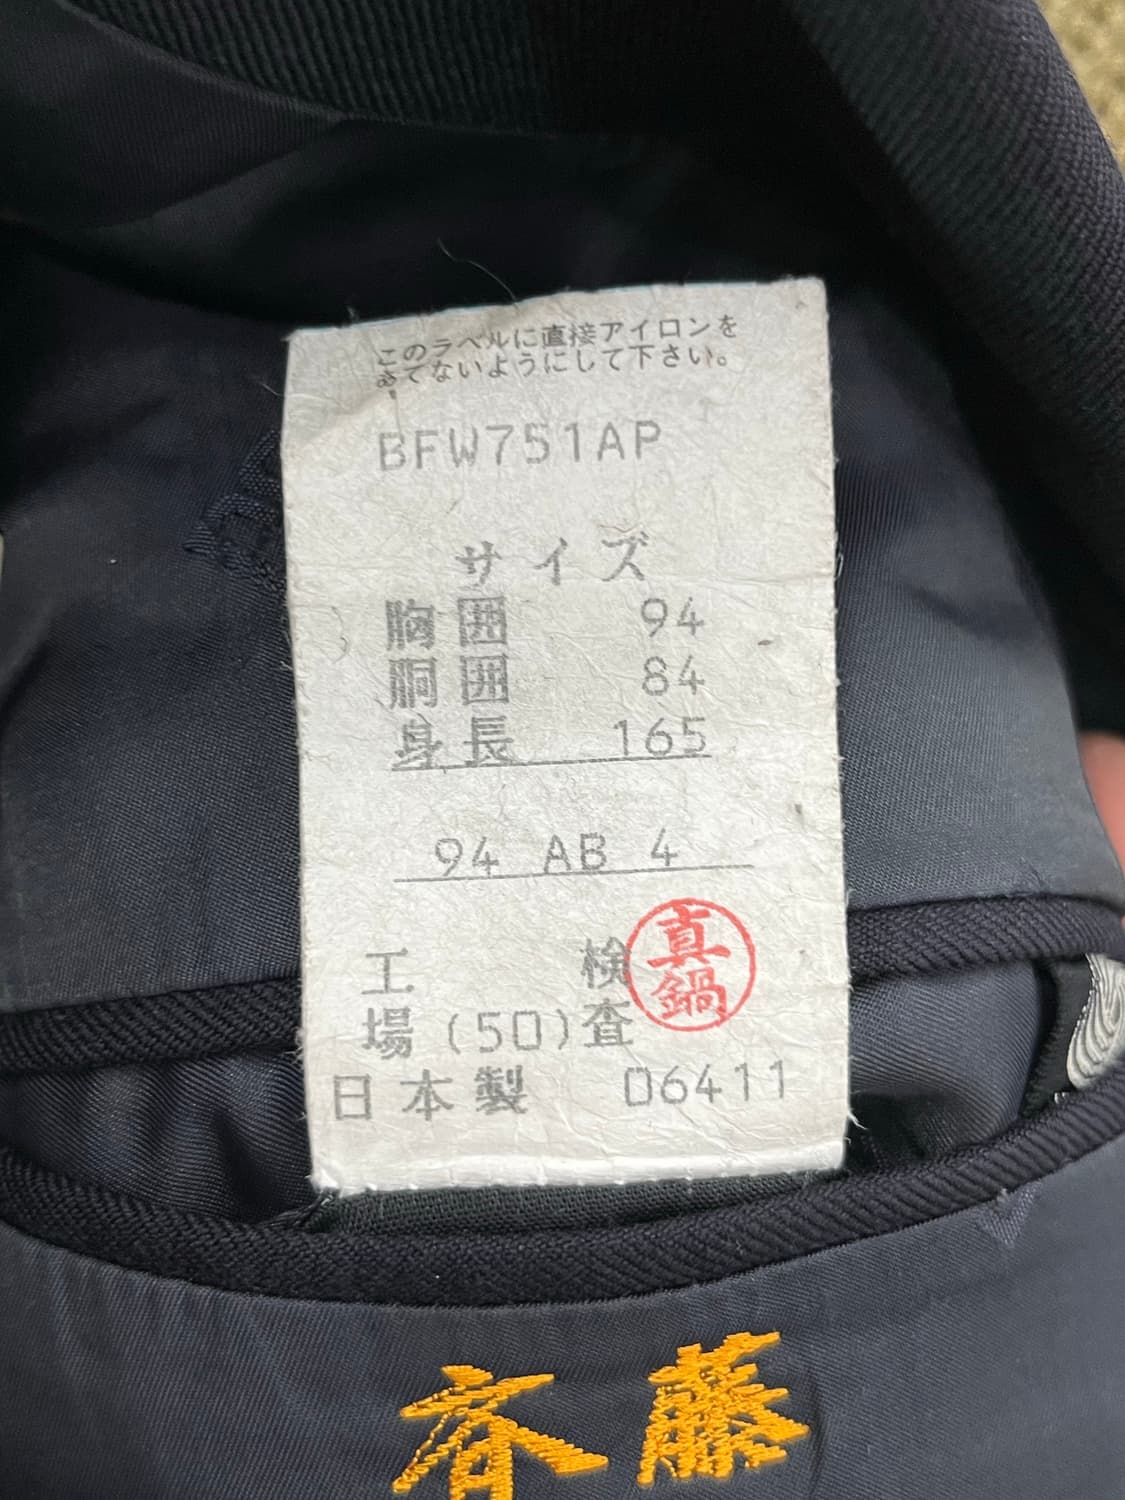 このラベルに直接アイロンを
あてないようにして下さい。
BFW751AP
サイズ
胸囲 94
胴囲 84
身長 165
94 AB 4
工場 (50) 検査 真鍋
日本製 06411
斉藤